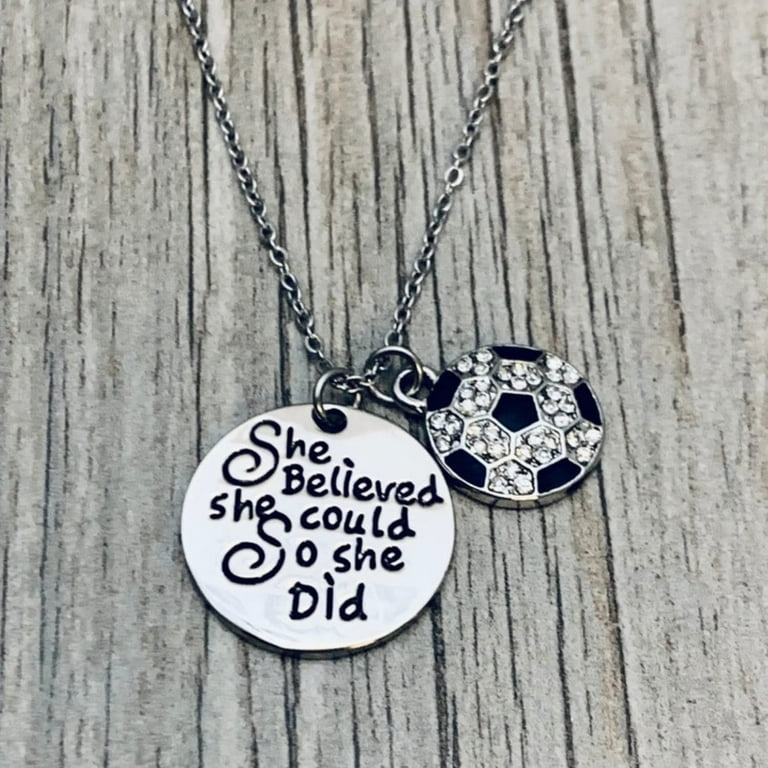 She
Believed
she could
So she
Did